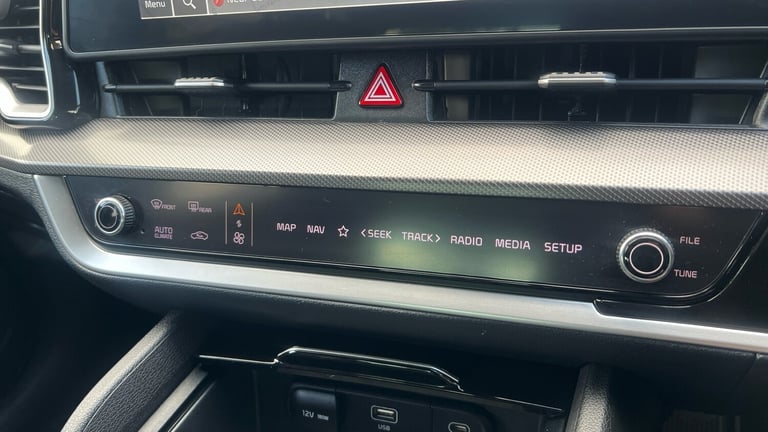 Menu
FRONT REAR
AUTO
CLIMATE
MAP NAV <SEEK TRACK> RADIO MEDIA SETUP
FILE
TUNE
12V
USB